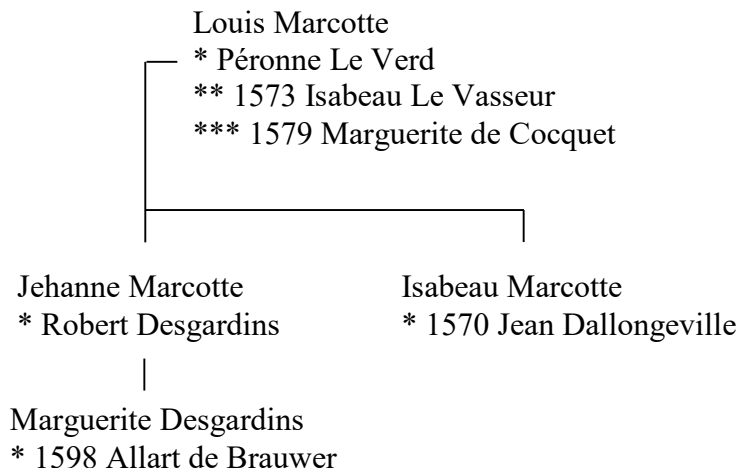 Louis Marcotte
* Péronne Le Verd
** 1573 Isabeau Le Vasseur
*** 1579 Marguerite de Cocquet
Jehanne Marcotte
* Robert Desgardins
Isabeau Marcotte
* 1570 Jean Dallongeville
Marguerite Desgardins
* 1598 Allart de Brauwer